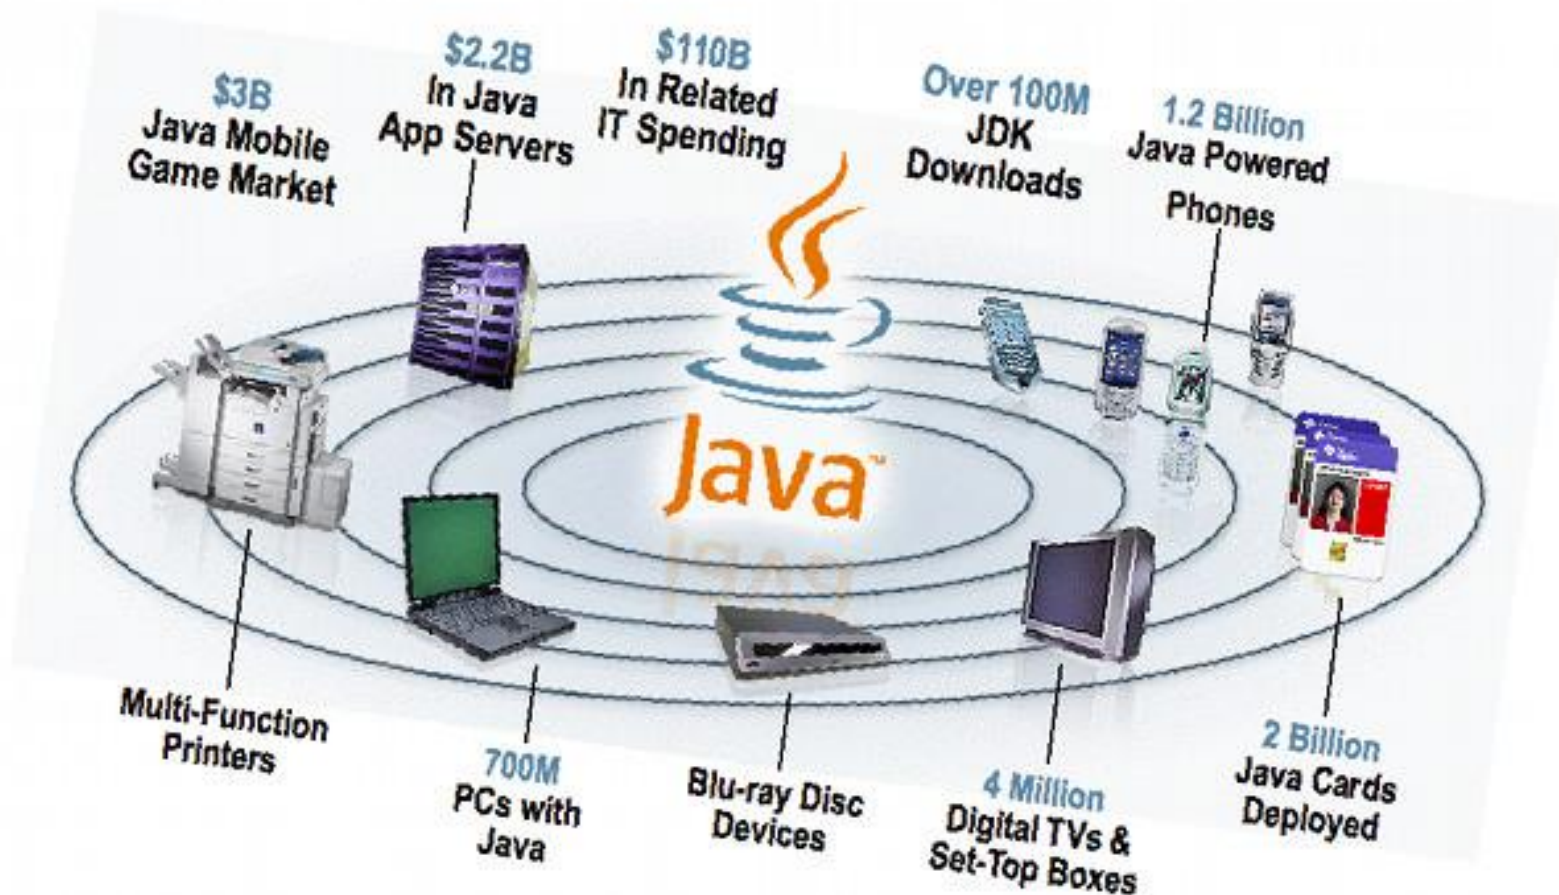 $3B
Java Mobile
Game Market
$2.2B
In Java
App Servers
$110B
In Related
IT Spending
Over 100M
JDK
Downloads
1.2 Billion
Java Powered
Phones
Java™
Multi-Function
Printers
700M
PCs with
Java
Blu-ray Disc
Devices
4 Million
Digital TVs &
Set-Top Boxes
2 Billion
Java Cards
Deployed